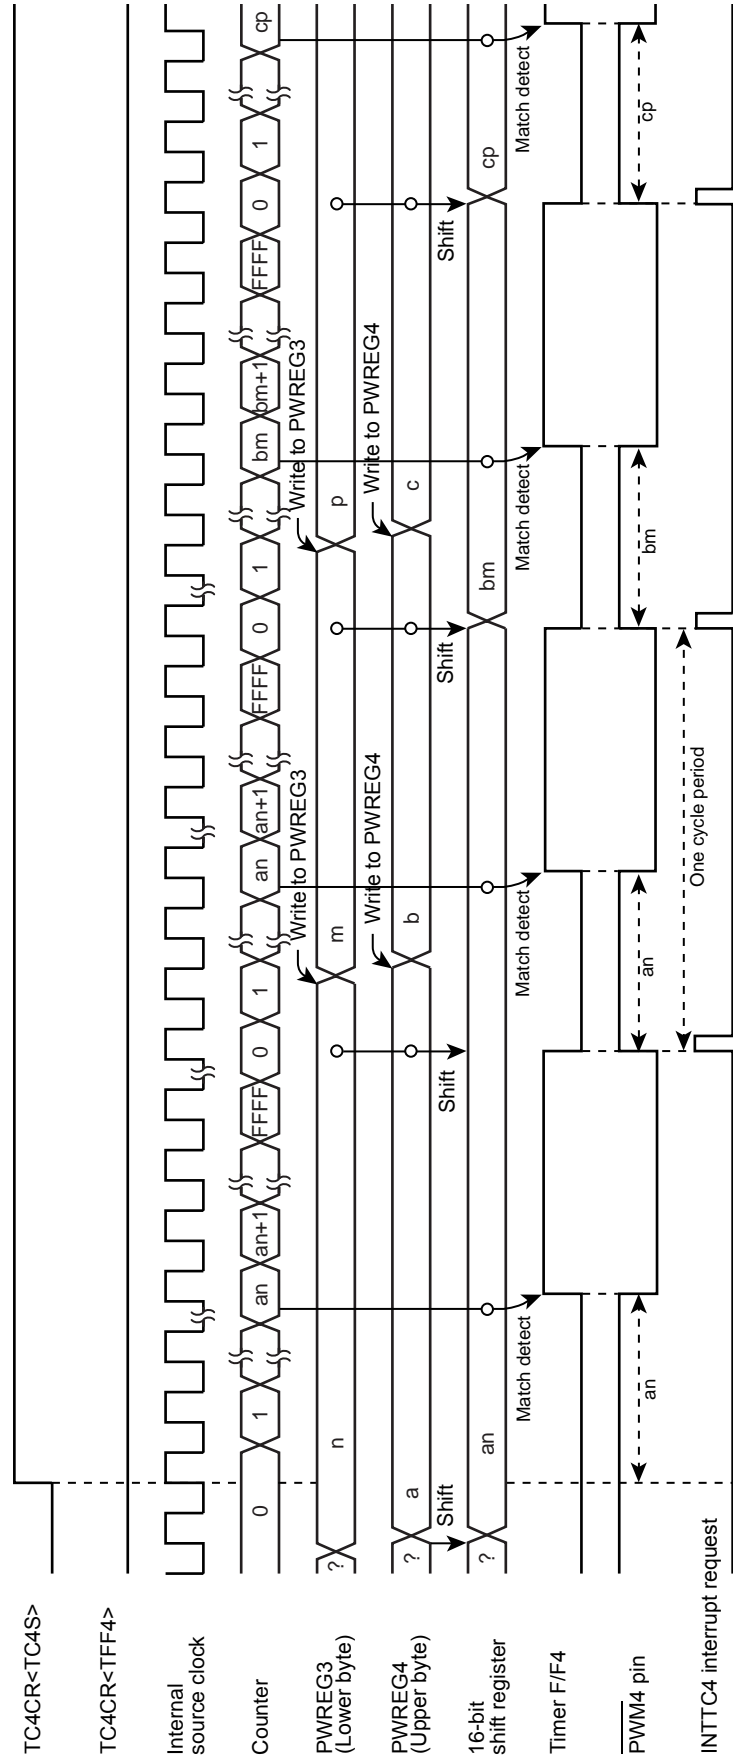 TC4CR<TC4S>
TC4CR<TFF4>
Internal
source clock
Counter
0
1
an
an+1
FFFF
0
1
an
an+1
FFFF
0
1
bm
bm+1
FFFF
0
1
cp
Write to PWREG3
Write to PWREG3
PWREG3
(Lower byte)
?
n
m
p
Write to PWREG4
Write to PWREG4
PWREG4
(Upper byte)
?
a
b
c
Shift
Shift
Shift
Shift
16-bit
shift register
?
an
bm
cp
Match detect
Match detect
Match detect
Match detect
Timer F/F4
PWM4 pin
an
an
bm
cp
One cycle period
INTTC4 interrupt request